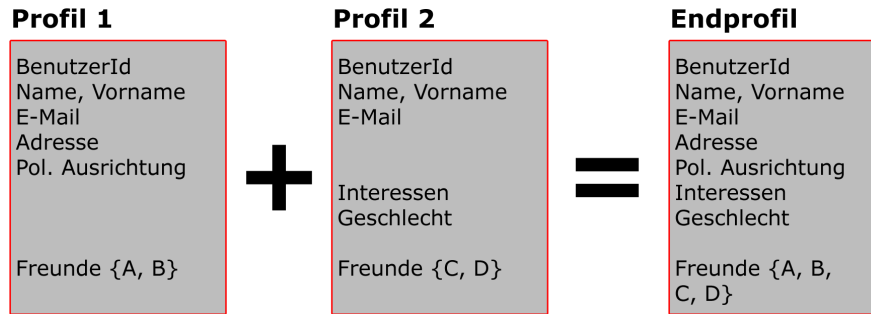 Profil 1
BenutzerId
Name, Vorname
E-Mail
Adresse
Pol. Ausrichtung
Freunde {A, B}
+
Profil 2
BenutzerId
Name, Vorname
E-Mail
Interessen
Geschlecht
Freunde {C, D}
=
Endprofil
BenutzerId
Name, Vorname
E-Mail
Adresse
Pol. Ausrichtung
Interessen
Geschlecht
Freunde {A, B,
C, D}